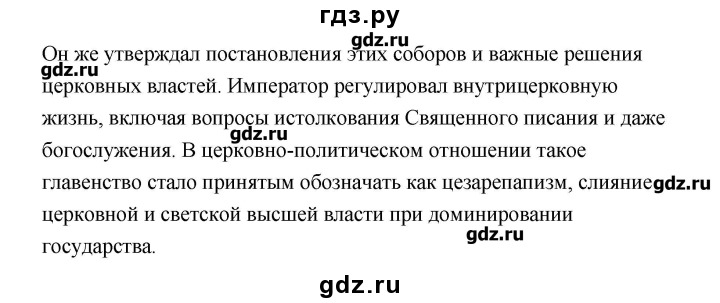 гдз.ру
Он же утверждал постановления этих соборов и важные решения
gdz.ru
gdz.ru
церковных властей. Император регулировал внутрицерковную
жизнь, включая вопросы истолкования Священного писания и даже
gdz.ru
богослужения. В церковно-политическом отношении такое
главенство стало принятым обозначать как цезарепапизм, слияние
gdz.ru
церковной и светской высшей власти при доминировании
gdz.ru
государства.
gdz.ru